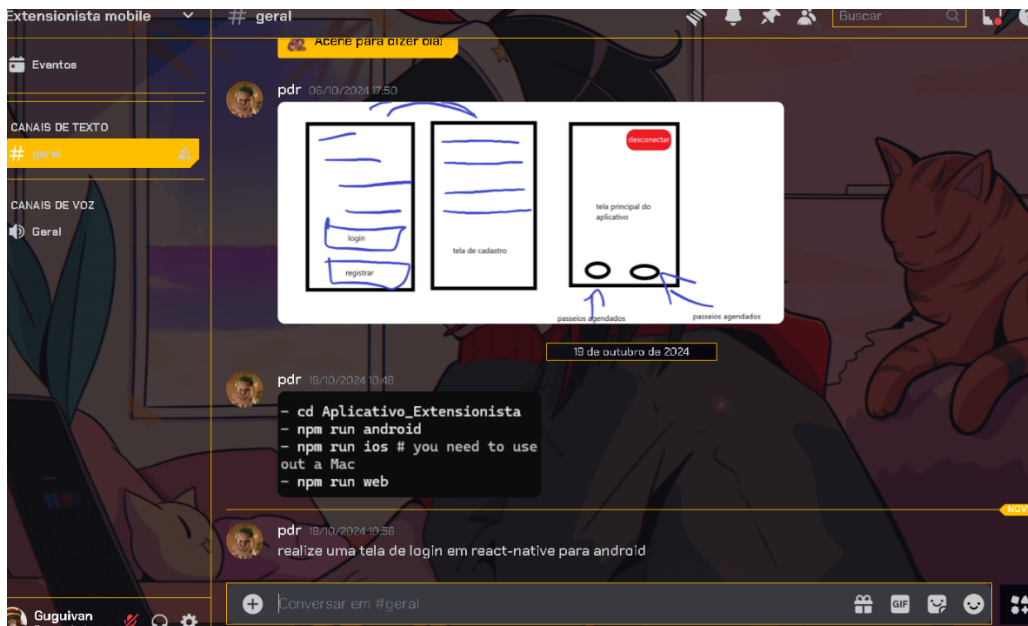 Extensionista mobile
# geral
Buscar
Eventos
Acene para dizer olá!
pdr 06/10/2024 17:50
CANAIS DE TEXTO
# geral
CANAIS DE VOZ
Geral
login
registrar
tela de cadastro
desconectar
tela principal do
aplicativo
passeios agendados
passeios agendados
19 de outubro de 2024
pdr 19/10/2024 10:48
- cd Aplicativo_Extensionista
- npm run android
- npm run ios # you need to use
out a Mac
- npm run web
NOVO
pdr 19/10/2024 10:56
realize uma tela de login em react-native para android
Conversar em #geral
GIF
Guguivan